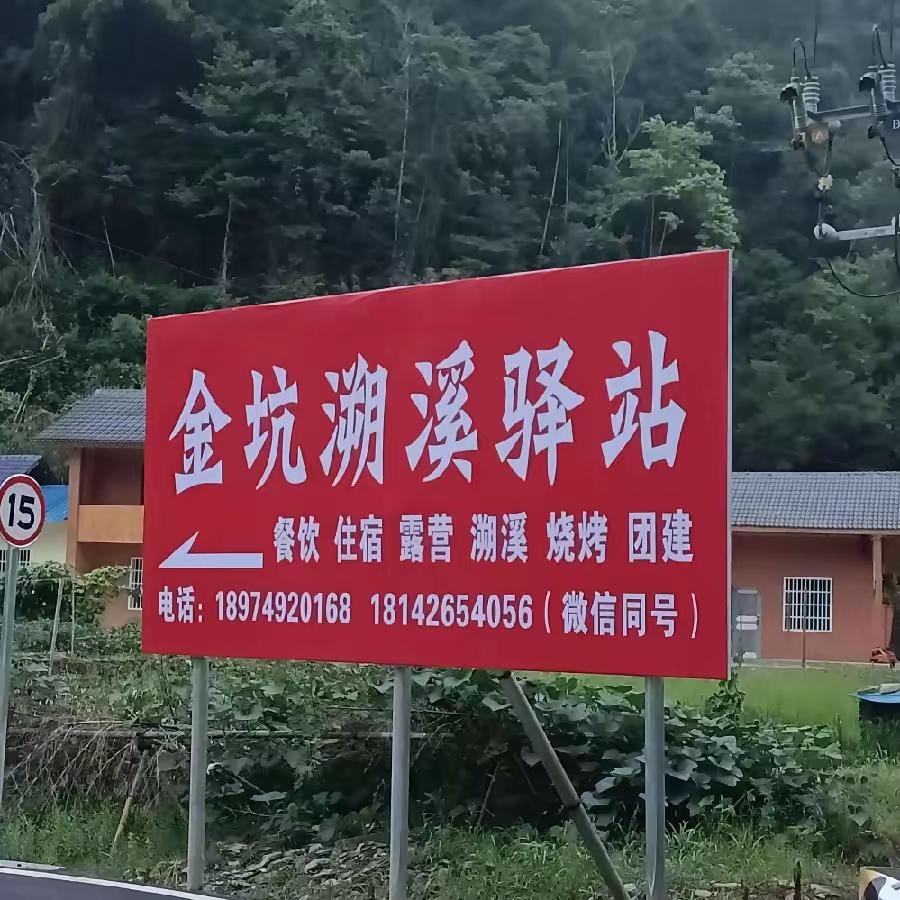 金坑溯溪驿站
餐饮 住宿 露营 溯溪 烧烤 团建
电话：18974920168 18142654056（微信同号）
15